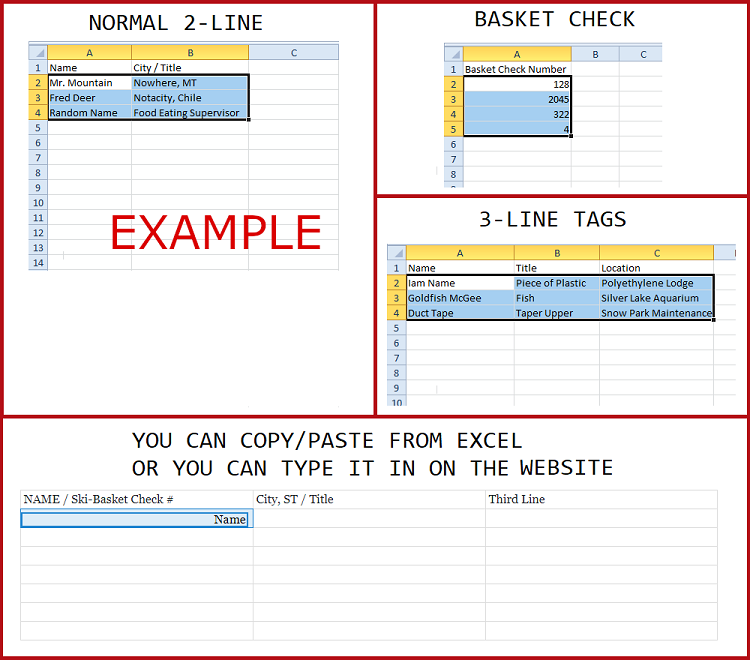 NORMAL 2-LINE
A B C
1 Name City / Title
2 Mr. Mountain Nowhere, MT
3 Fred Deer Notacity, Chile
4 Random Name Food Eating Supervisor
5
6
7
8
9
10
11
12
13
14
EXAMPLE
BASKET CHECK
A B C
1 Basket Check Number
2 128
3 2045
4 322
5 4
6
7
8
3-LINE TAGS
A B C
1 Name Title Location
2 Iam Name Piece of Plastic Polyethylene Lodge
3 Goldfish McGee Fish Silver Lake Aquarium
4 Duct Tape Taper Upper Snow Park Maintenance
5
6
7
8
9
10
YOU CAN COPY/PASTE FROM EXCEL
OR YOU CAN TYPE IT IN ON THE WEBSITE
NAME / Ski-Basket Check # City, ST / Title Third Line
Name